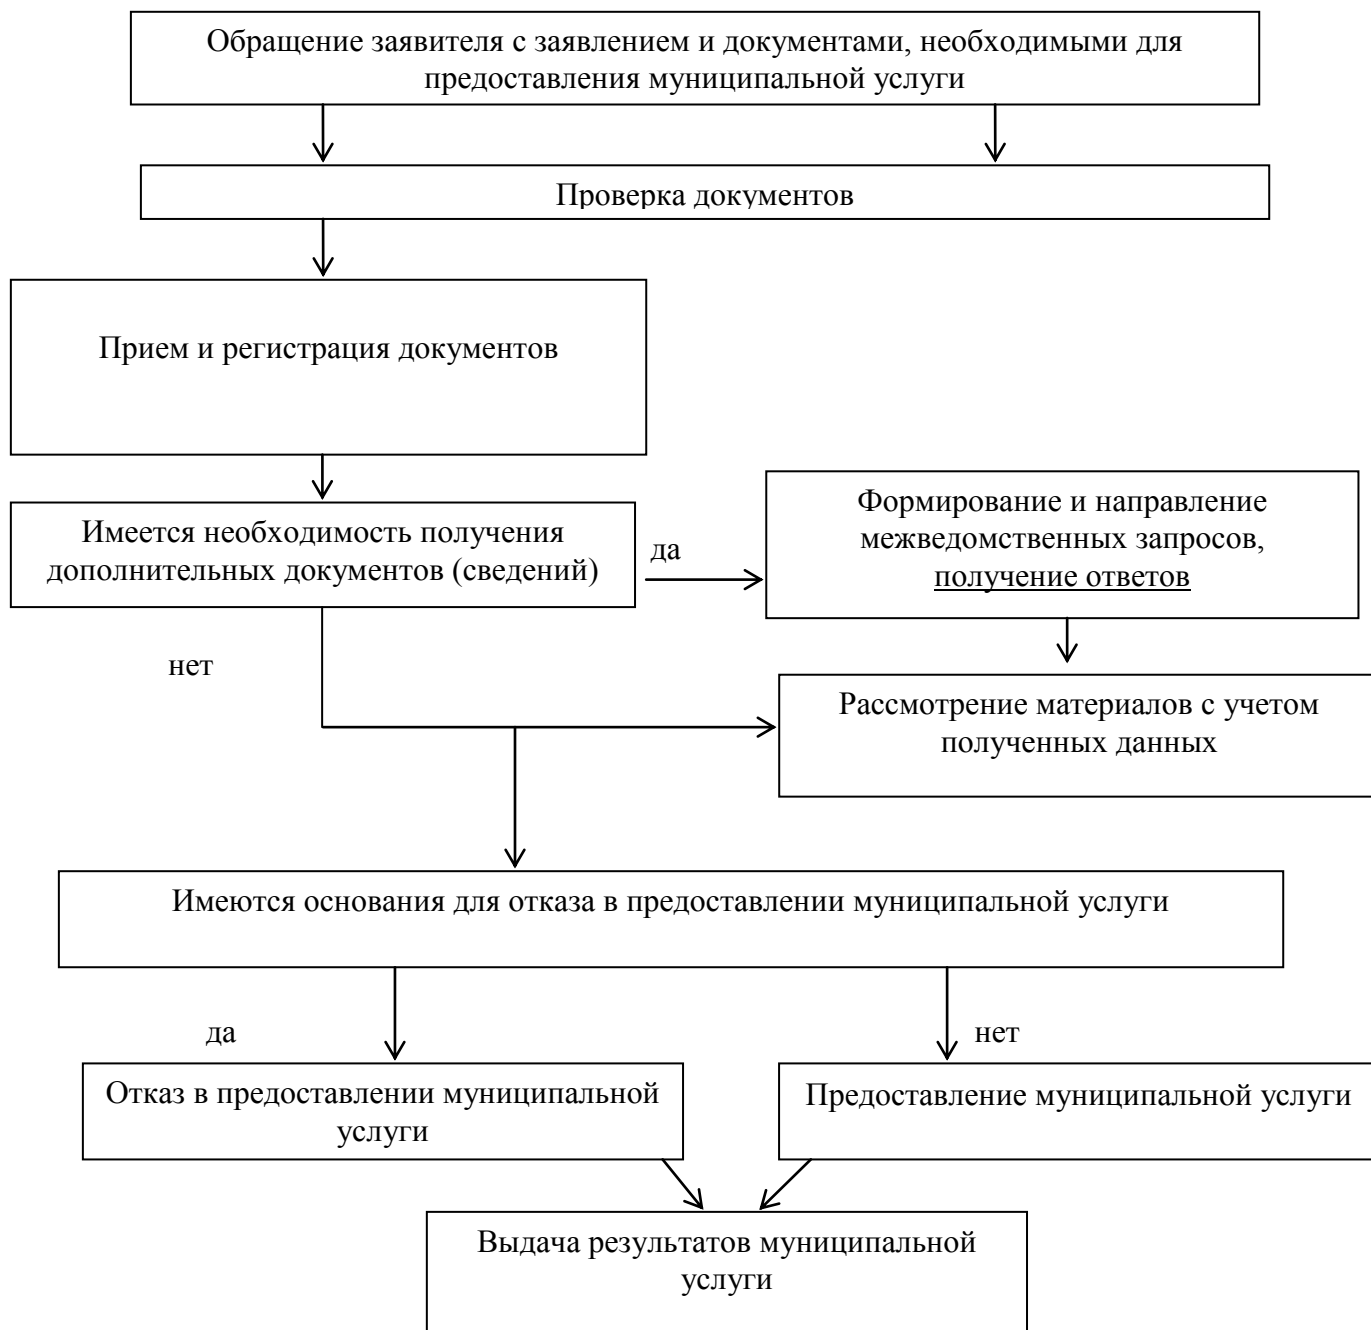 Обращение заявителя с заявлением и документами, необходимыми для
предоставления муниципальной услуги
Проверка документов
Прием и регистрация документов
Имеется необходимость получения
дополнительных документов (сведений)
да
Формирование и направление
межведомственных запросов,
получение ответов
нет
Рассмотрение материалов с учетом
полученных данных
Имеются основания для отказа в предоставлении муниципальной услуги
да
нет
Отказ в предоставлении муниципальной
услуги
Предоставление муниципальной услуги
Выдача результатов муниципальной
услуги